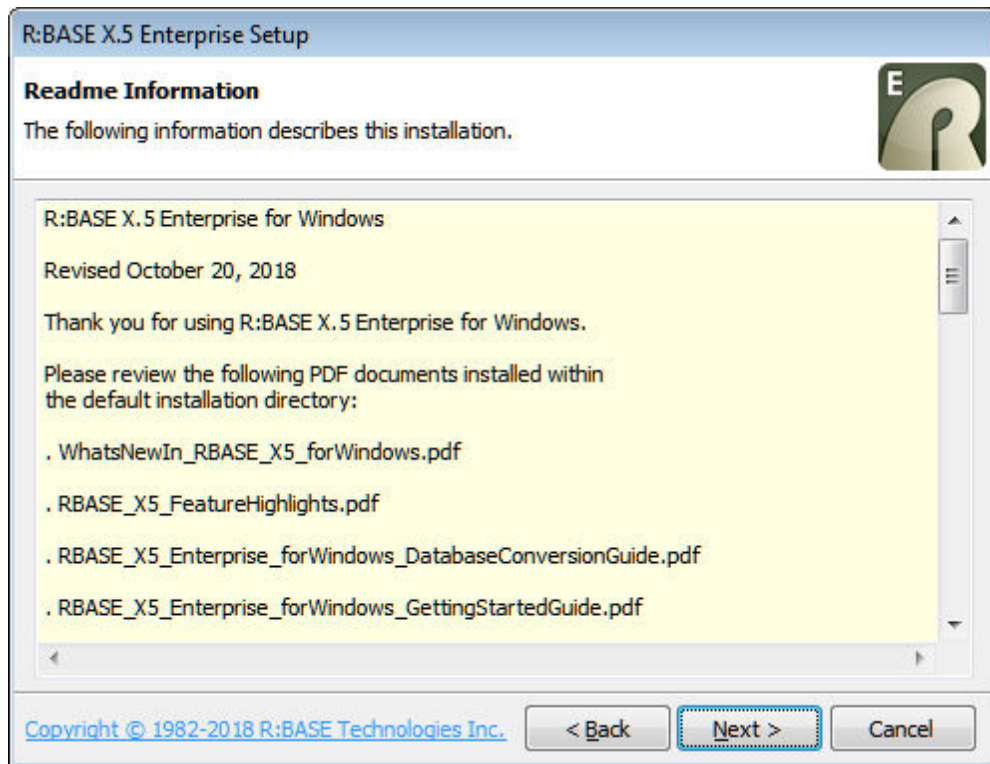 R:BASE X.5 Enterprise Setup
Readme Information
The following information describes this installation.
E R
R:BASE X.5 Enterprise for Windows
Revised October 20, 2018
Thank you for using R:BASE X.5 Enterprise for Windows.
Please review the following PDF documents installed within
the default installation directory:
. WhatsNewIn_RBASE_X5_forWindows.pdf
. RBASE_X5_FeatureHighlights.pdf
. RBASE_X5_Enterprise_forWindows_DatabaseConversionGuide.pdf
. RBASE_X5_Enterprise_forWindows_GettingStartedGuide.pdf
Copyright © 1982-2018 R:BASE Technologies Inc. < Back Next > Cancel